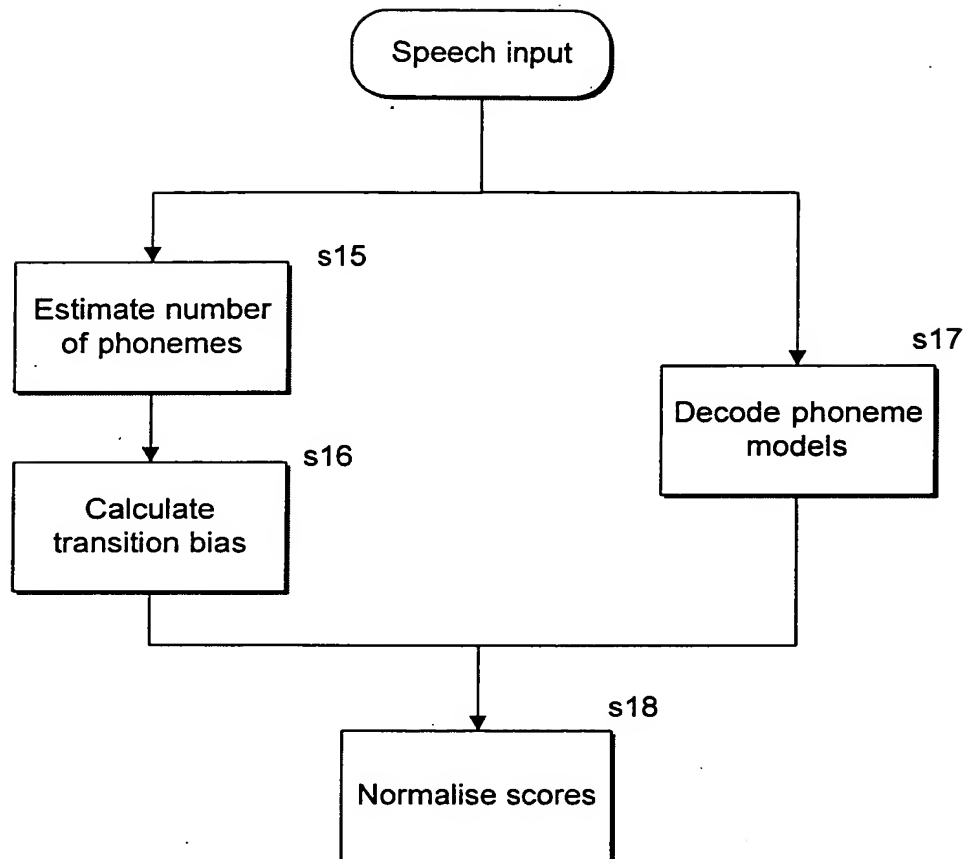 Speech input
s15
Estimate number
of phonemes
s17
Decode phoneme
models
s16
Calculate
transition bias
s18
Normalise scores